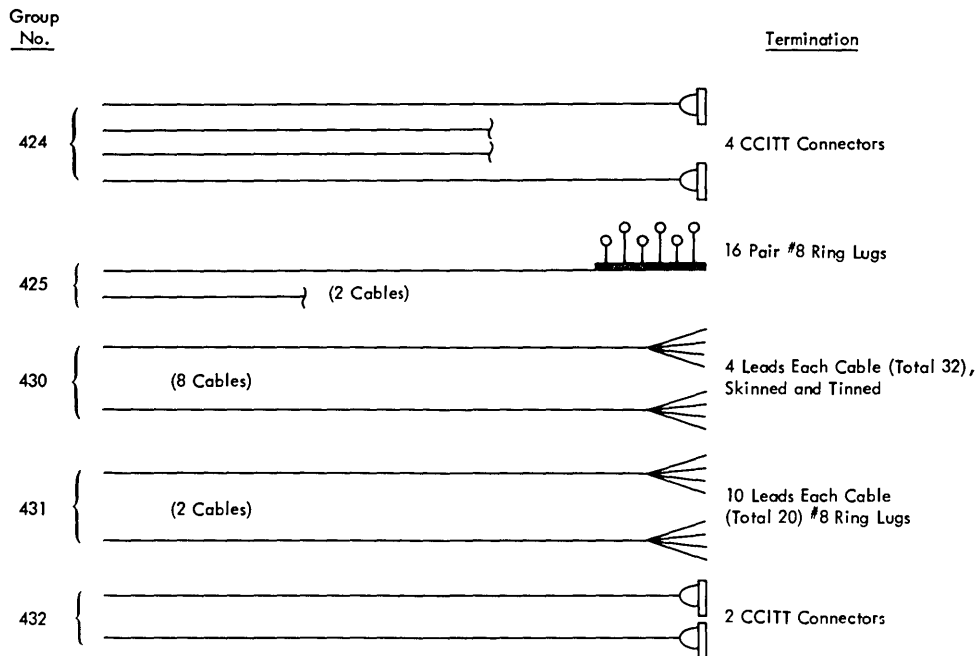 Group
No.
Termination
424
4 CCITT Connectors
16 Pair #8 Ring Lugs
425
(2 Cables)
430
(8 Cables)
4 Leads Each Cable (Total 32),
Skinned and Tinned
431
(2 Cables)
10 Leads Each Cable
(Total 20) #8 Ring Lugs
432
2 CCITT Connectors